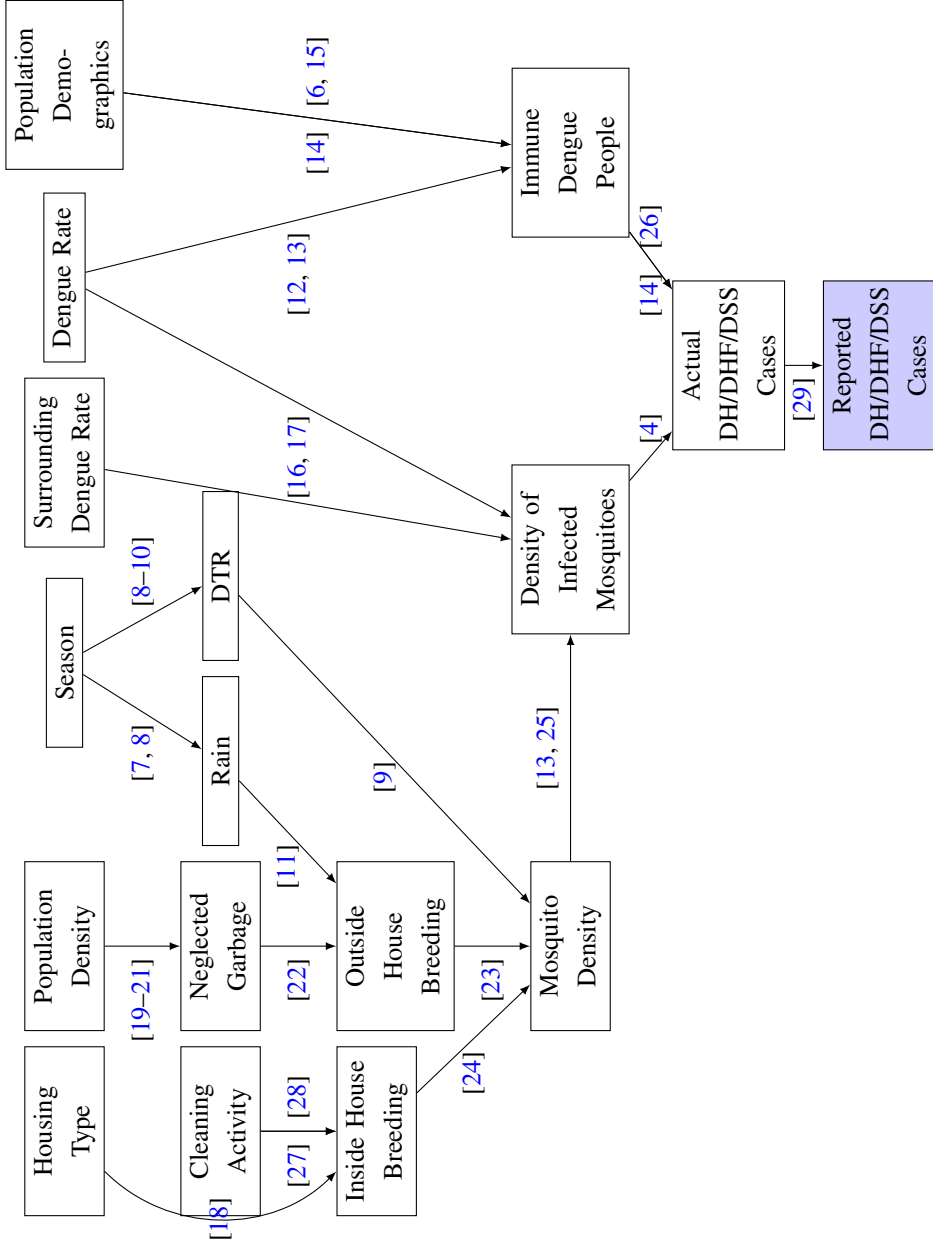 Housing
Type
Population
Density
Season
Surrounding
Dengue Rate
Dengue Rate
Population
Demo-
graphics
[19–21]
[7, 8]
[8–10]
Cleaning
Activity
Neglected
Garbage
Rain
DTR
[18]
[27]
[28]
[22]
[11]
[16, 17]
[12, 13]
[14]
[6, 15]
Inside House
Breeding
Outside
House
Breeding
[9]
[24]
[23]
Mosquito
Density
[13, 25]
Density of
Infected
Mosquitoes
Immune
Dengue
People
[4]
[14]
[26]
Actual
DH/DHF/DSS
Cases
[29]
Reported
DH/DHF/DSS
Cases